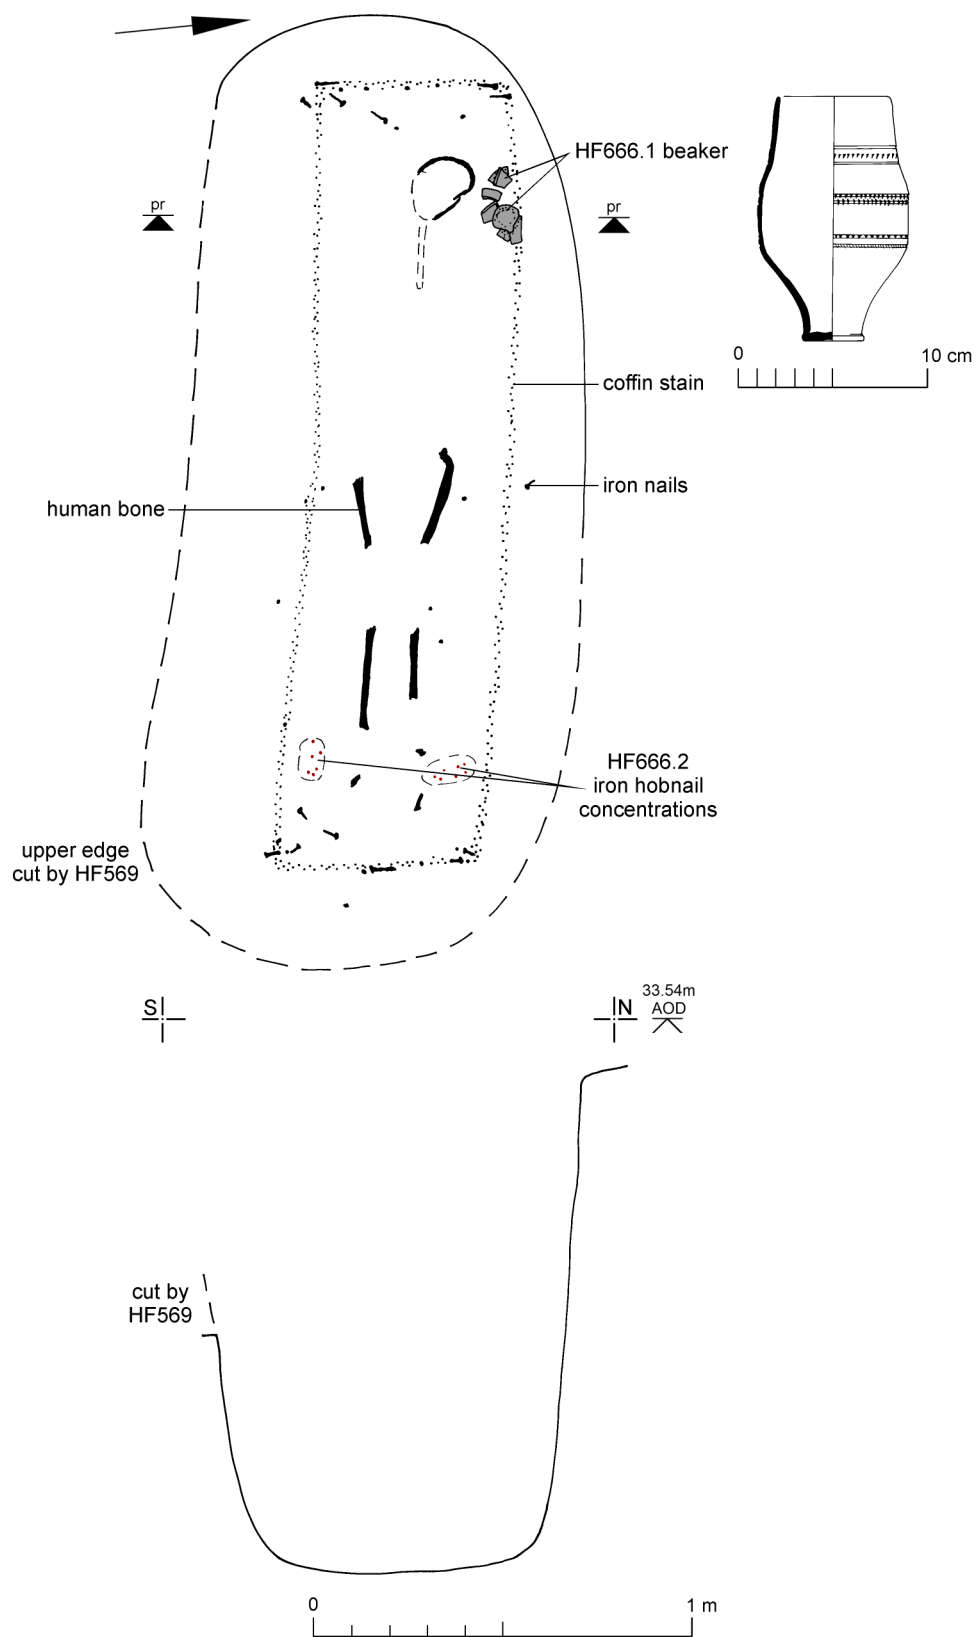 HF666.1 beaker
pr
pr
0
10 cm
coffin stain
iron nails
human bone
HF666.2
iron hobnail
concentrations
upper edge
cut by HF569
S
N
33.54m
AOD
cut by
HF569
0
1 m